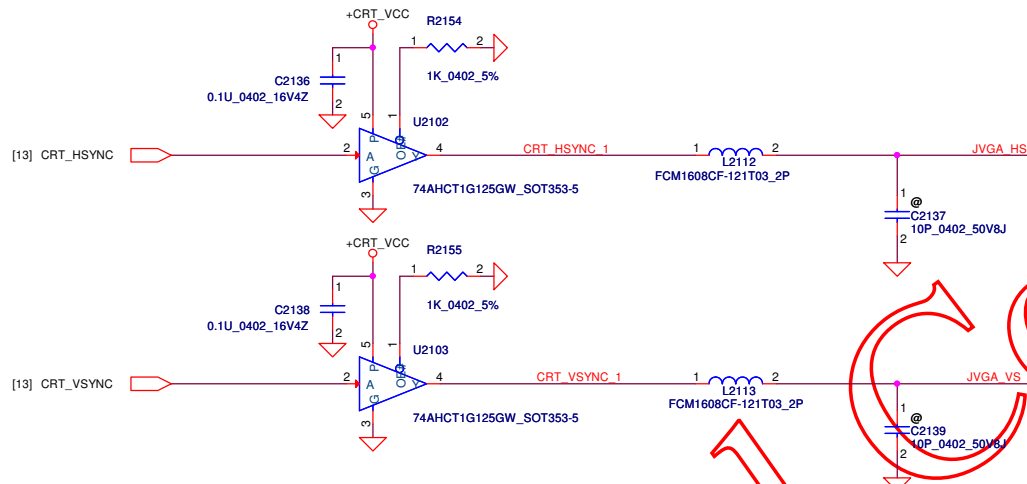 +CRT_VCC
R2154
1
2
1K_0402_5%
1
C2136
0.1U_0402_16V4Z
2
5
1
U2102
P
OE#
[13] CRT_HSYNC
2
A
Y
4
G
3
CRT_HSYNC_1
1
2
L2112
FCM1608CF-121T03_2P
JVGA_HS
74AHCT1G125GW_SOT353-5
1
@
C2137
10P_0402_50V8J
2
+CRT_VCC
R2155
1
2
1K_0402_5%
1
C2138
0.1U_0402_16V4Z
2
5
1
U2103
P
OE#
[13] CRT_VSYNC
2
A
Y
4
G
3
CRT_VSYNC_1
1
2
L2113
FCM1608CF-121T03_2P
JVGA_VS
74AHCT1G125GW_SOT353-5
1
@
C2139
10P_0402_50V8J
2